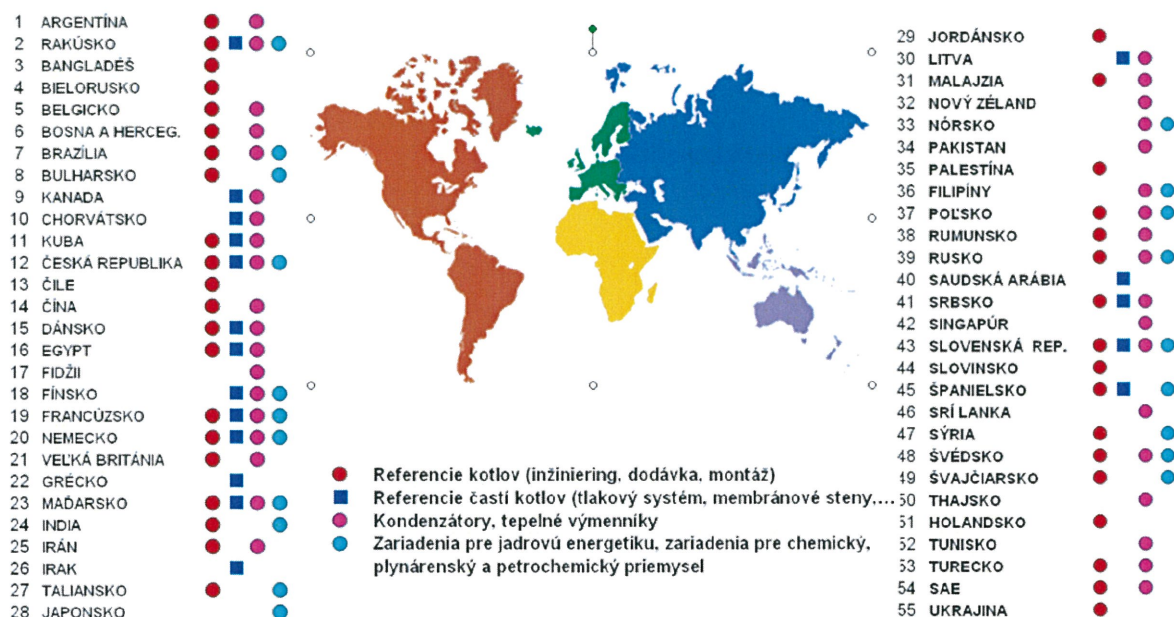 1 ARGENTÍNA
2 RAKÚSKO
3 BANGLADÉŠ
4 BIELORUSKO
5 BELGICKO
6 BOSNA A HERCEG.
7 BRAZÍLIA
8 BULHARSKO
9 KANADA
10 CHORVÁTSKO
11 KUBA
12 ČESKÁ REPUBLIKA
13 ČILE
14 ČÍNA
15 DÁNSKO
16 EGYPT
17 FIDŽII
18 FÍNSKO
19 FRANCÚZSKO
20 NEMECKO
21 VEĽKÁ BRITÁNIA
22 GRÉCKO
23 MAĎARSKO
24 INDIA
25 IRÁN
26 IRAK
27 TALIANSKO
28 JAPONSKO
Referencie kotlov (inžiniering, dodávka, montáž)
Referencie častí kotlov (tlakový systém, membránové steny,...
Kondenzátory, tepelné výmenníky
Zariadenia pre jadrovú energetiku, zariadenia pre chemický,
plynárenský a petrochemický priemysel
29 JORDÁNSKO
30 LITVA
31 MALAJZIA
32 NOVÝ ZÉLAND
33 NÓRSKO
34 PAKISTAN
35 PALESTÍNA
36 FILIPÍNY
37 POĽSKO
38 RUMUNSKO
39 RUSKO
40 SAUDSKÁ ARÁBIA
41 SRBSKO
42 SINGAPÚR
43 SLOVENSKÁ REP.
44 SLOVINSKO
45 ŠPANIELSKO
46 SRÍ LANKA
47 SÝRIA
48 ŠVÉDSKO
49 ŠVAJČIARSKO
50 THAJSKO
51 HOLANDSKO
52 TUNISKO
53 TURECKO
54 SAE
55 UKRAJINA